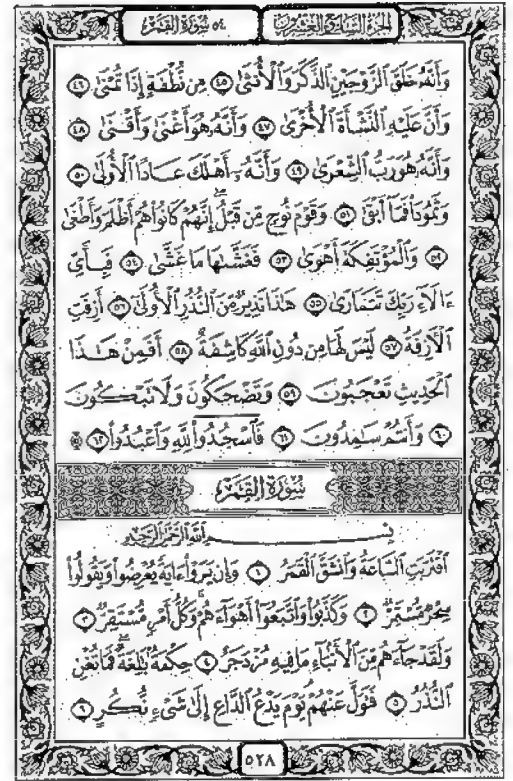 الجزء السابع والعشرون
٥٤ سورة القمر
وَأَنَّهُۥ خَلَقَ ٱلزَّوْجَيْنِ ٱلذَّكَرَ وَٱلْأُنثَىٰ ٤٥ مِن نُّطْفَةٍ إِذَا تُمْنَىٰ ٤٦
وَأَنَّ عَلَيْهِ ٱلنَّشْأَةَ ٱلْأُخْرَىٰ ٤٧ وَأَنَّهُۥ هُوَ أَغْنَىٰ وَأَقْنَىٰ ٤٨
وَأَنَّهُۥ هُوَ رَبُّ ٱلشِّعْرَىٰ ٤٩ وَأَنَّهُۥٓ أَهْلَكَ عَادًا ٱلْأُولَىٰ ٥٠
وَثَمُودَا۟ فَمَآ أَبْقَىٰ ٥١ وَقَوْمَ نُوحٍ مِّن قَبْلُ ۖ إِنَّهُمْ كَانُوا۟ هُمْ أَظْلَمَ وَأَطْغَىٰ
٥٢ وَٱلْمُؤْتَفِكَةَ أَهْوَىٰ ٥٣ فَغَشَّىٰهَا مَا غَشَّىٰ ٥٤ فَبِأَىِّ
ءَالَآءِ رَبِّكَ تَتَمَارَىٰ ٥٥ هَٰذَا نَذِيرٌ مِّنَ ٱلنُّذُرِ ٱلْأُولَىٰٓ ٥٦ أَزِفَتِ
ٱلْءَازِفَةُ ٥٧ لَيْسَ لَهَا مِن دُونِ ٱللَّهِ كَاشِفَةٌ ٥٨ أَفَمِنْ هَٰذَا
ٱلْحَدِيثِ تَعْجَبُونَ ٥٩ وَتَضْحَكُونَ وَلَا تَبْكُونَ
٦٠ وَأَنتُمْ سَٰمِدُونَ ٦١ فَٱسْجُدُوا۟ لِلَّهِ وَٱعْبُدُوا۟ ٦٢ ۩
سورة القمر
بِسْمِ ٱللَّهِ ٱلرَّحْمَٰنِ ٱلرَّحِيمِ
ٱقْتَرَبَتِ ٱلسَّاعَةُ وَٱنشَقَّ ٱلْقَمَرُ ١ وَإِن يَرَوْا۟ ءَايَةً يُعْرِضُوا۟ وَيَقُولُوا۟
سِحْرٌ مُّسْتَمِرٌّ ٢ وَكَذَّبُوا۟ وَٱتَّبَعُوٓا۟ أَهْوَآءَهُمْ ۚ وَكُلُّ أَمْرٍ مُّسْتَقِرٌّ ٣
وَلَقَدْ جَآءَهُم مِّنَ ٱلْأَنۢبَآءِ مَا فِيهِ مُزْدَجَرٌ ٤ حِكْمَةٌۢ بَٰلِغَةٌ ۖ فَمَا تُغْنِ
ٱلنُّذُرُ ٥ فَتَوَلَّ عَنْهُمْ ۘ يَوْمَ يَدْعُ ٱلدَّاعِ إِلَىٰ شَىْءٍ نُّكُرٍ ٦
٥٢٨